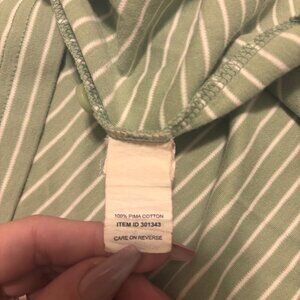 100% PIMA COTTON
ITEM ID 301343
CARE ON REVERSE